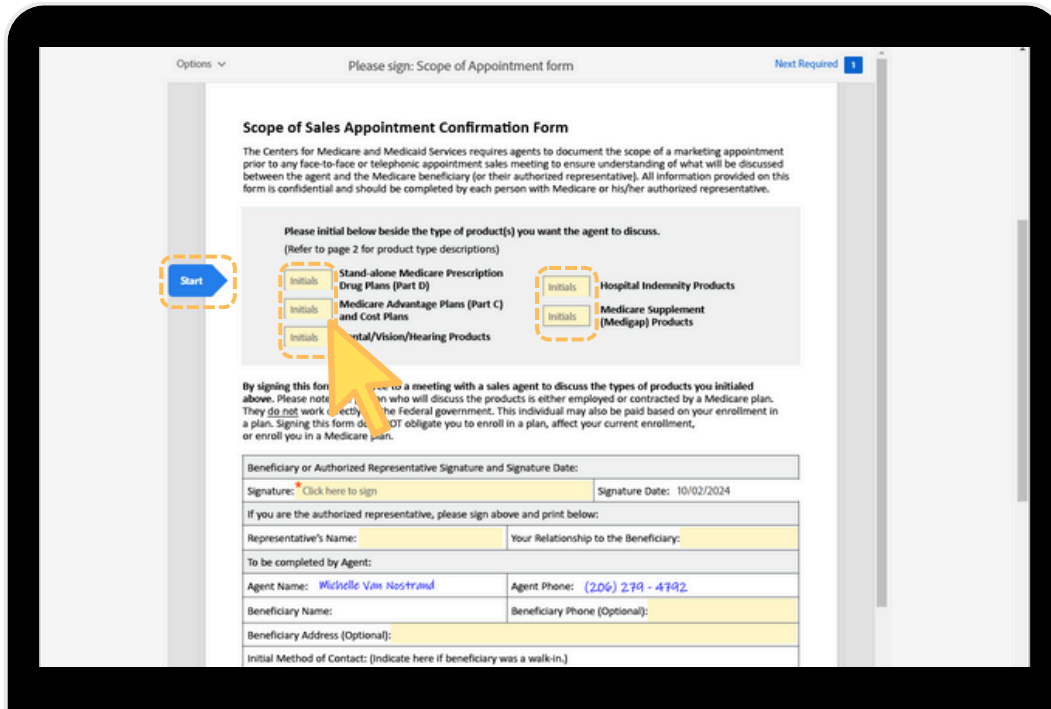 Options
Please sign: Scope of Appointment form
Next Required 1
Scope of Sales Appointment Confirmation Form
The Centers for Medicare and Medicaid Services requires agents to document the scope of a marketing appointment
prior to any face-to-face or telephonic appointment sales meeting to ensure understanding of what will be discussed
between the agent and the Medicare beneficiary (or their authorized representative). All information provided on this
form is confidential and should be completed by each person with Medicare or his/her authorized representative.
Please initial below beside the type of product(s) you want the agent to discuss.
(Refer to page 2 for product type descriptions)
Start
Initials Stand-alone Medicare Prescription
Drug Plans (Part D)
Initials Hospital Indemnity Products
Initials Medicare Advantage Plans (Part C)
and Cost Plans
Initials Medicare Supplement
(Medigap) Products
Initials ental/Vision/Hearing Products
By signing this for to a meeting with a sales agent to discuss the types of products you initialed
above. Please note on who will discuss the products is either employed or contracted by a Medicare plan.
They do not work rectly the Federal government. This individual may also be paid based on your enrollment in
a plan. Signing this form do OT obligate you to enroll in a plan, affect your current enrollment,
or enroll you in a Medicare plan.
Beneficiary or Authorized Representative Signature and Signature Date:
Signature: * Click here to sign Signature Date: 10/02/2024
If you are the authorized representative, please sign above and print below:
Representative's Name: Your Relationship to the Beneficiary:
To be completed by Agent:
Agent Name: Michelle Van Nostrand Agent Phone: (206) 279 - 4792
Beneficiary Name: Beneficiary Phone (Optional):
Beneficiary Address (Optional):
Initial Method of Contact: (Indicate here if beneficiary was a walk-in.)